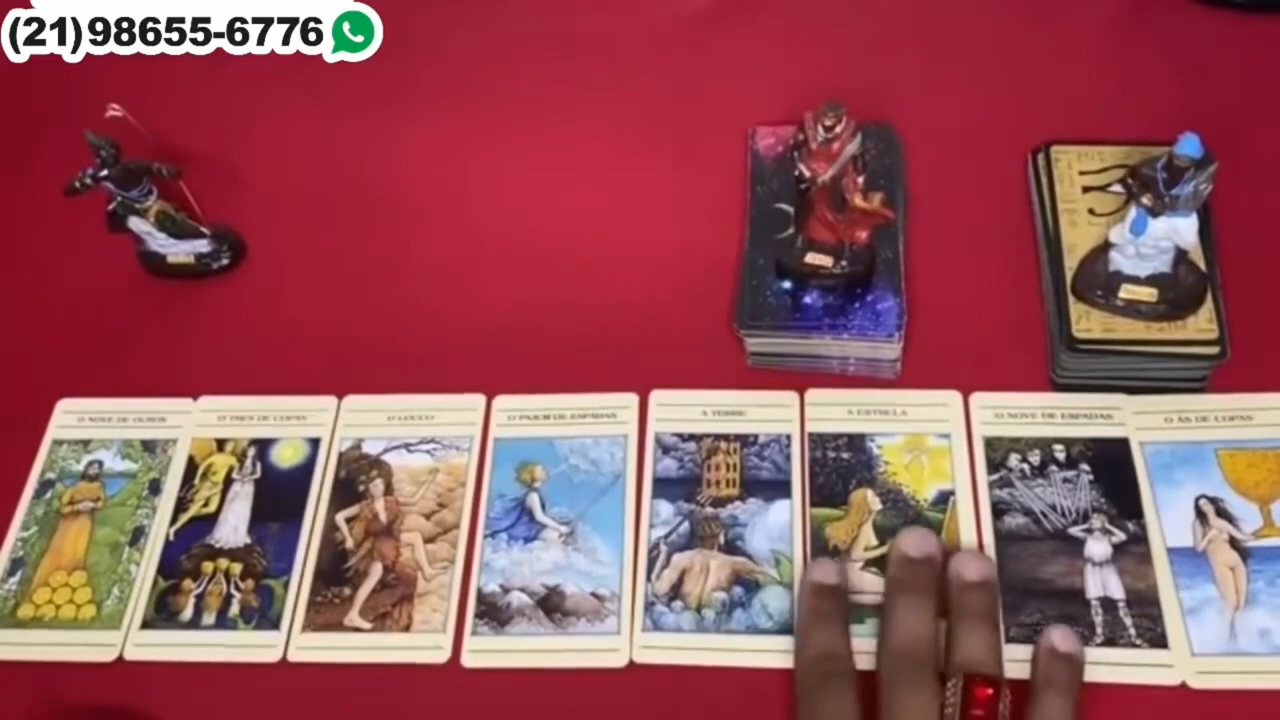 (21)98655-6776
O NOVE DE OUROS
O TRÊS DE COPAS
O LOUCO
O PAJEM DE ESPADAS
A TORRE
A ESTRELA
O NOVE DE ESPADAS
O ÁS DE COPAS